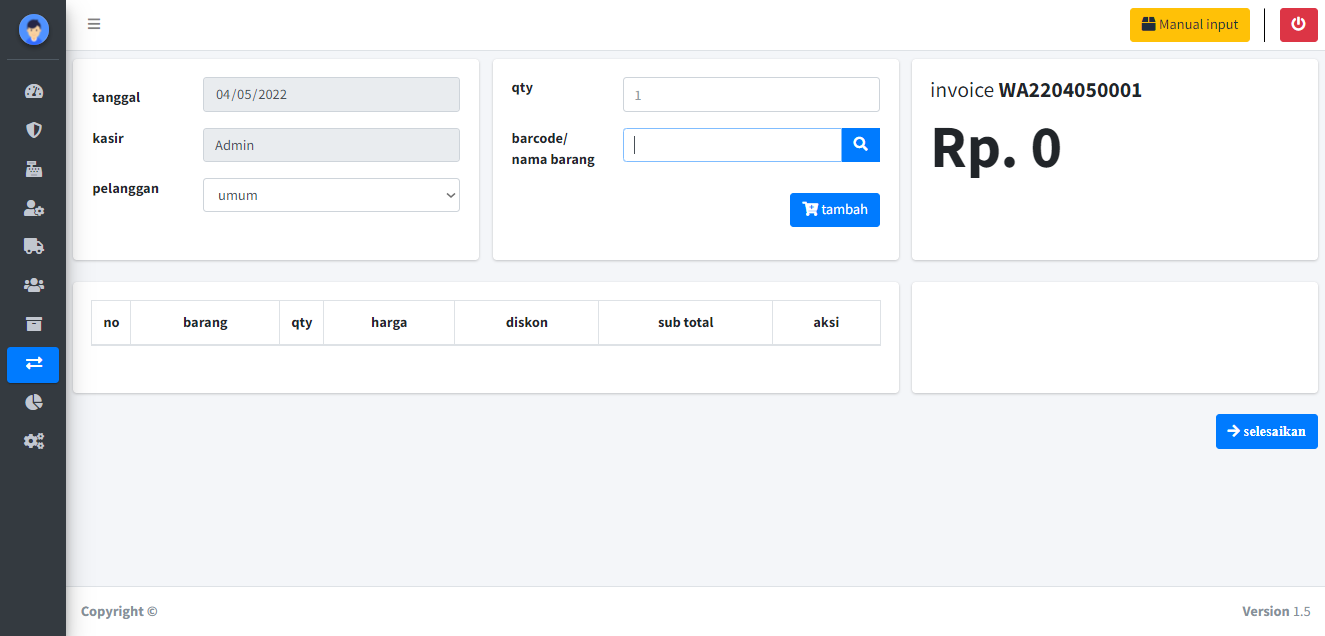 Manual input
tanggal
04/05/2022
kasir
Admin
pelanggan
umum
qty
1
barcode/
nama barang
tambah
invoice WA2204050001
Rp. 0
no barang qty harga diskon sub total aksi
selesaikan
Copyright ©
Version 1.5